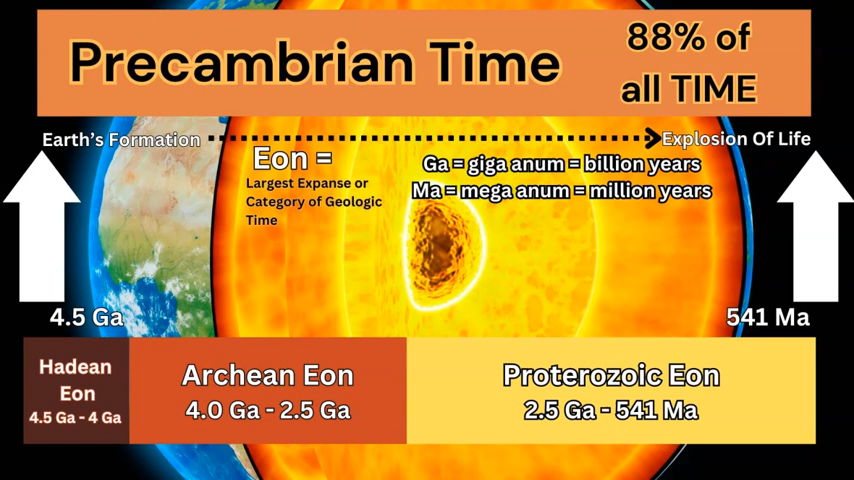 Precambrian Time
88% of
all TIME
Earth's Formation
Explosion Of Life
Eon =
Largest Expanse or
Category of Geologic
Time
Ga = giga anum = billion years
Ma = mega anum = million years
4.5 Ga
541 Ma
Hadean
Eon
4.5 Ga - 4 Ga
Archean Eon
4.0 Ga - 2.5 Ga
Proterozoic Eon
2.5 Ga - 541 Ma